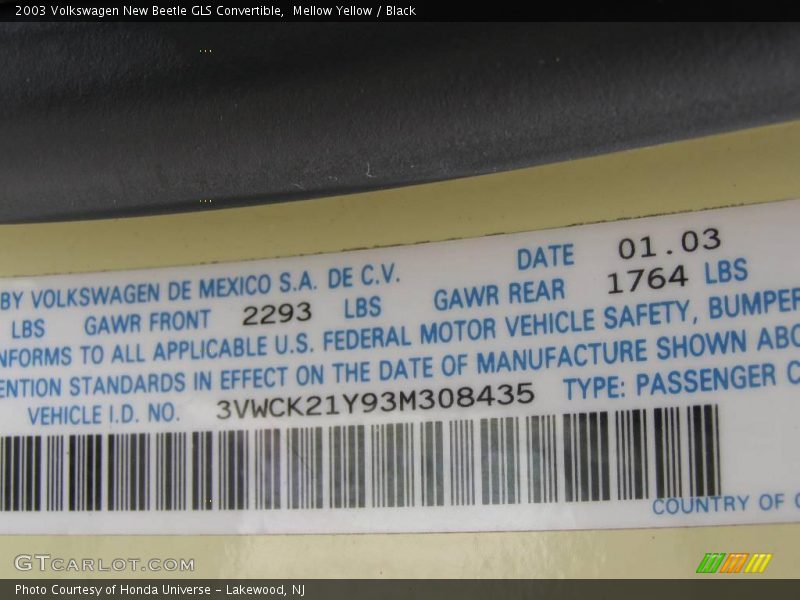 2003 Volkswagen New Beetle GLS Convertible, Mellow Yellow / Black
BY VOLKSWAGEN DE MEXICO S.A. DE C.V. DATE 01.03
LBS GAWR FRONT 2293 LBS GAWR REAR 1764 LBS
NFORMS TO ALL APPLICABLE U.S. FEDERAL MOTOR VEHICLE SAFETY, BUMPER
ENTION STANDARDS IN EFFECT ON THE DATE OF MANUFACTURE SHOWN ABO
VEHICLE I.D. NO. 3VWCK21Y93M308435 TYPE: PASSENGER C
COUNTRY OF
GTCARLOT.COM
Photo Courtesy of Honda Universe - Lakewood, NJ